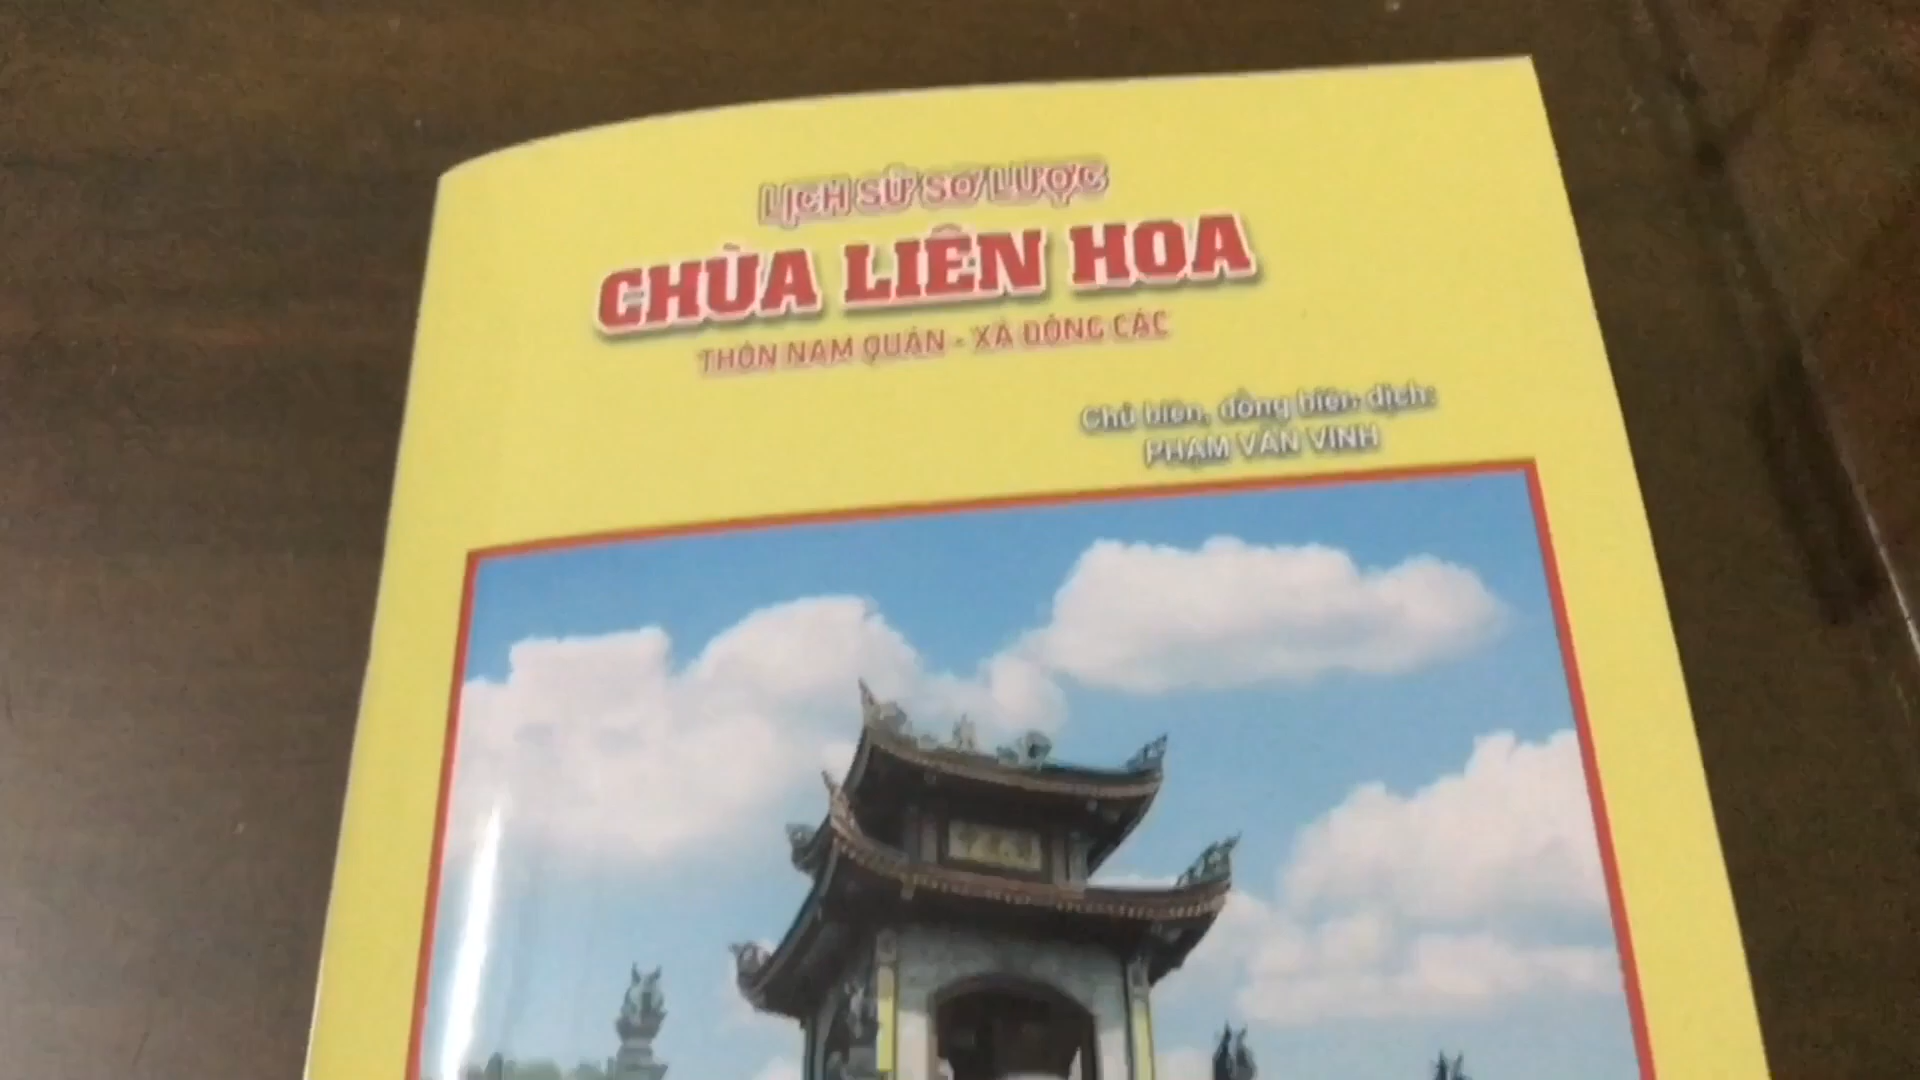 LỊCH SỬ SƠ LƯỢC
CHÙA LIÊN HOA
THÔN NAM QUÁN - XÃ ĐÔNG CÁC
Chủ biên, đồng biên dịch:
PHẠM VĂN VINH